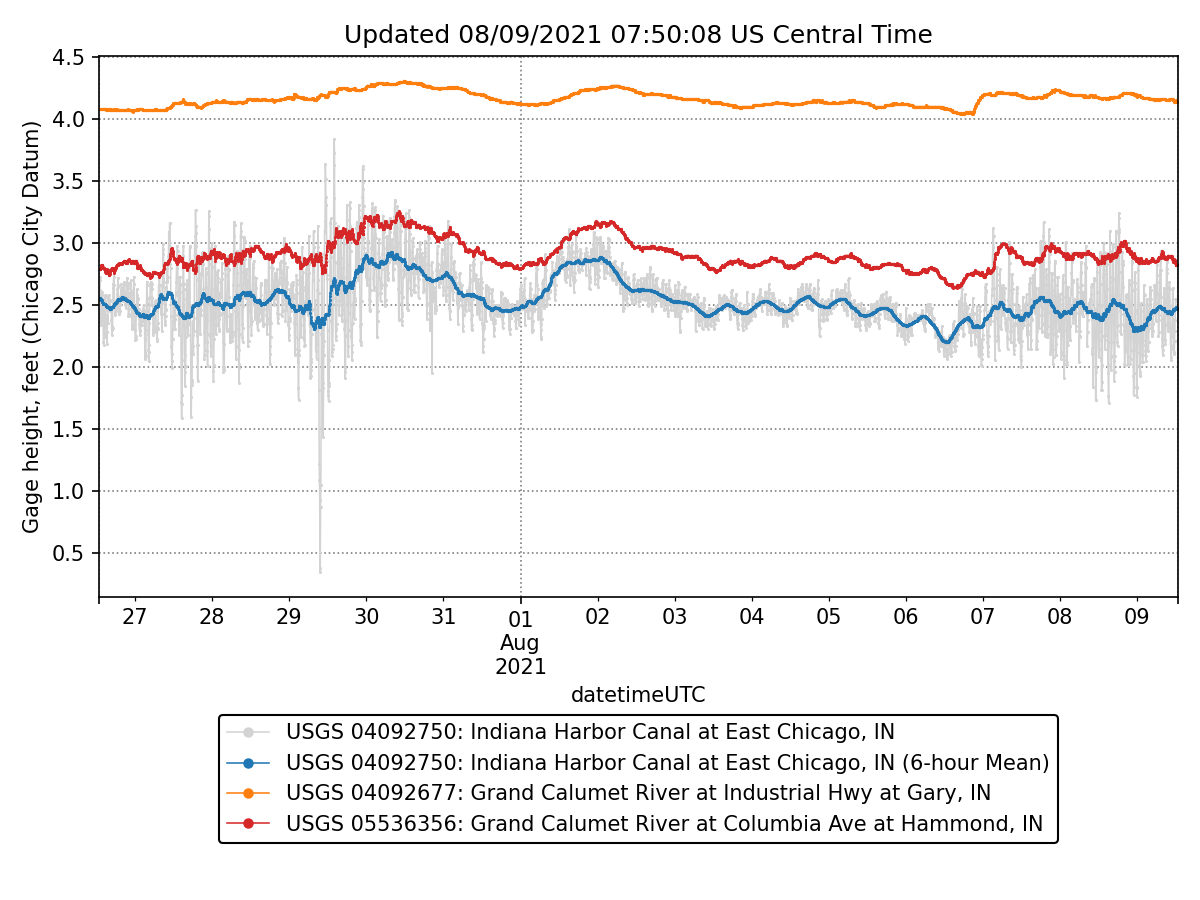 Updated 08/09/2021 07:50:08 US Central Time
Gage height, feet (Chicago City Datum)
4.5
4.0
3.5
3.0
2.5
2.0
1.5
1.0
0.5
27 28 29 30 31 01 02 03 04 05 06 07 08 09
Aug
2021
datetimeUTC
USGS 04092750: Indiana Harbor Canal at East Chicago, IN
USGS 04092750: Indiana Harbor Canal at East Chicago, IN (6-hour Mean)
USGS 04092677: Grand Calumet River at Industrial Hwy at Gary, IN
USGS 05536356: Grand Calumet River at Columbia Ave at Hammond, IN